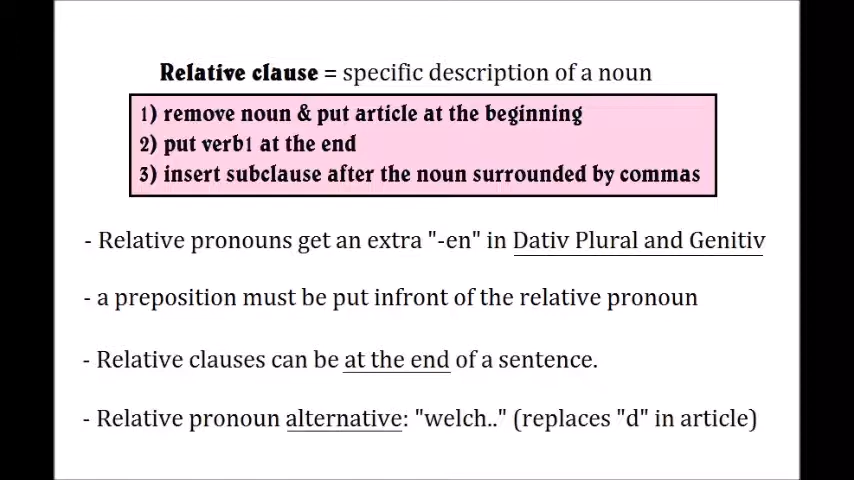 Relative clause = specific description of a noun
1) remove noun & put article at the beginning
2) put verb1 at the end
3) insert subclause after the noun surrounded by commas
- Relative pronouns get an extra "-en" in Dativ Plural and Genitiv
- a preposition must be put infront of the relative pronoun
- Relative clauses can be at the end of a sentence.
- Relative pronoun alternative: "welch.." (replaces "d" in article)